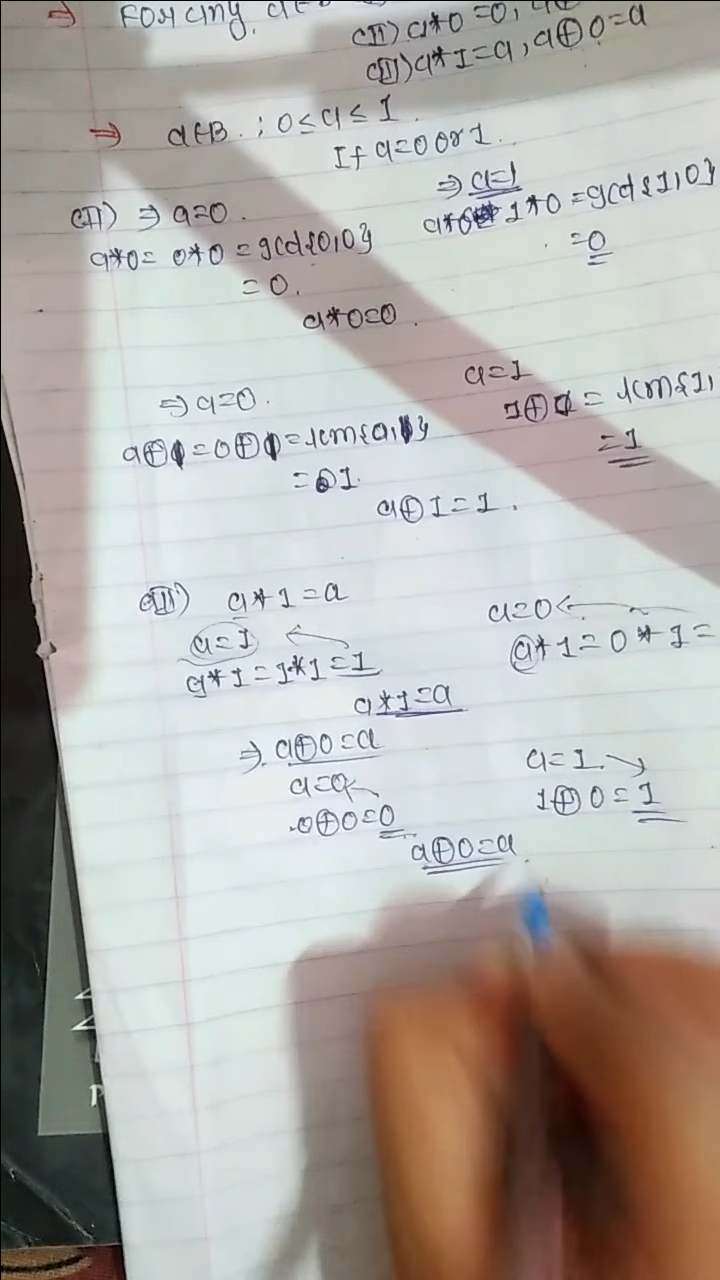 ⇒ For any, a∈
(II) a*0=0, a⊕
(III) a*1=a, a⊕0=a
⇒ a∈B. ; 0≤a≤1.
If a=0 or 1.
(II) ⇒ a=0.
⇒ a=1
a*0= 0*0 = gcd{0,0}
1*0 = gcd{1,0}
= 0.
=0
a*0=0.
⇒ a=0.
a=1
a⊕1=0⊕1=lcm{0,1}
1⊕1 = lcm{1,
= 1.
=1
a⊕1=1.
(III) a*1=a
a=1
a=0
a*1=1*1=1
a*1=0*1=
a*1=a
⇒ a⊕0=a
a=0
a=1
0⊕0=0
1⊕0=1
a⊕0=a.